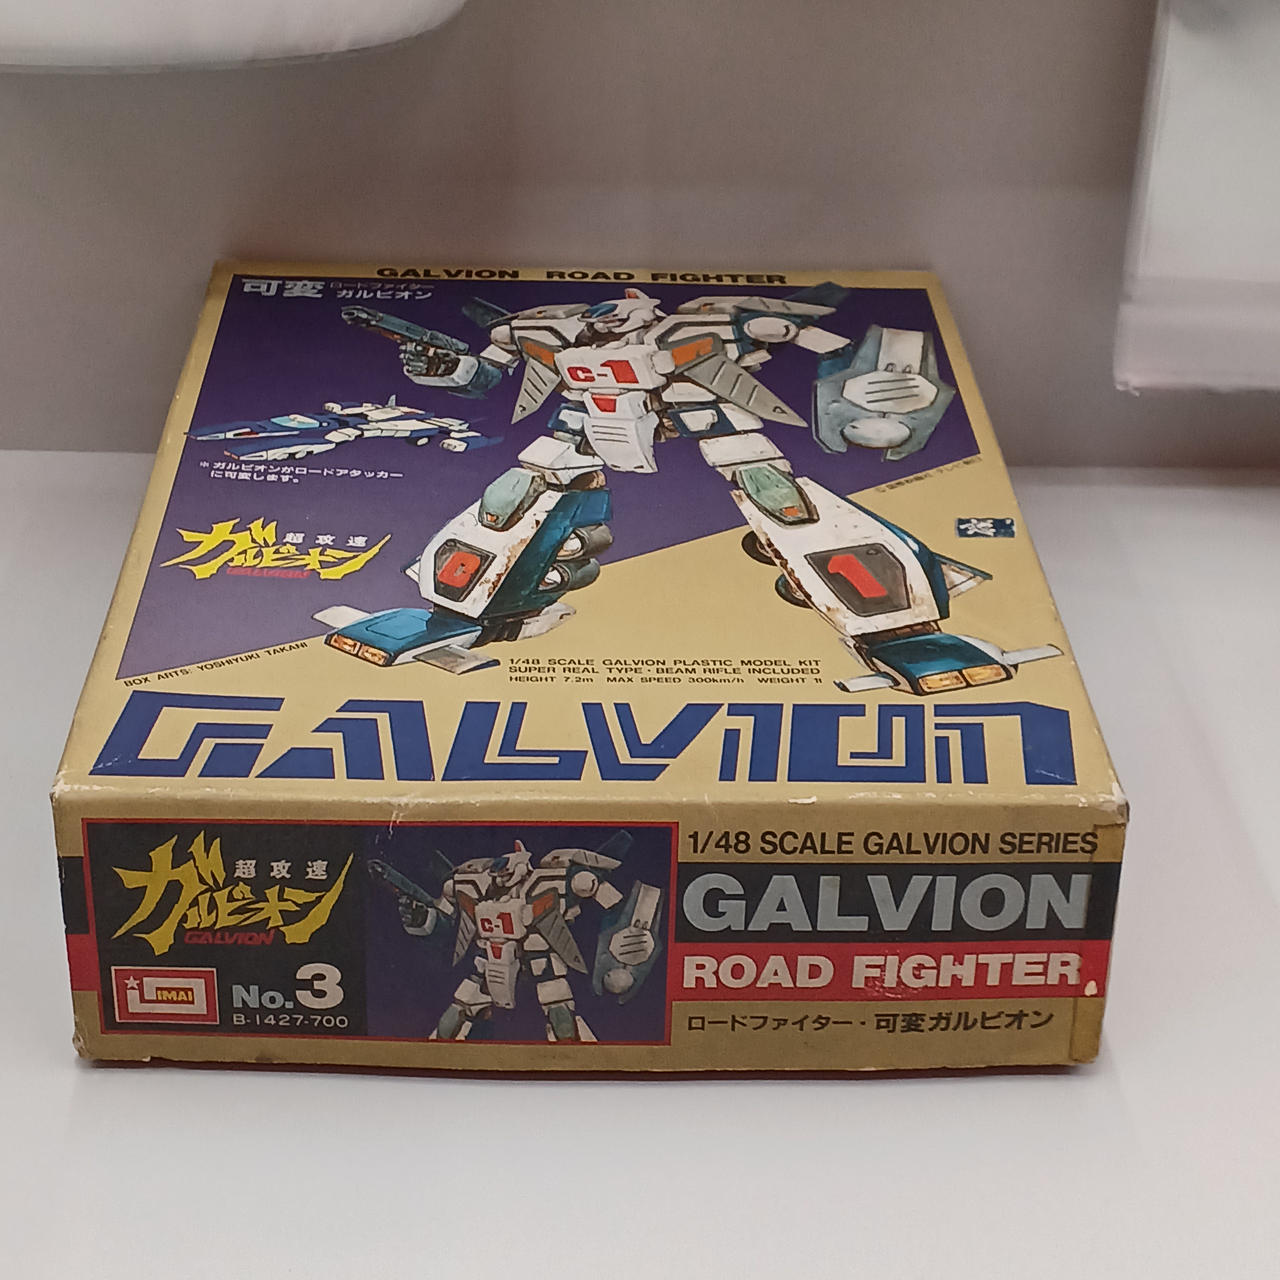 GALVION ROAD FIGHTER
可変 ロードファイター
ガルビオン
C-1
※ガルビオンがロードアタッカー
に可変します。
超攻速
ガルビオン
GALVION
C
1
BOX ARTS: YOSHIYUKI TAKANI
1/48 SCALE GALVION PLASTIC MODEL KIT
SUPER REAL TYPE・BEAM RIFLE INCLUDED
HEIGHT 7.2m MAX SPEED 300km/h WEIGHT 1t
GALVION
超攻速
ガルビオン
GALVION
IMAI
No.3
B-1427-700
C-1
1/48 SCALE GALVION SERIES
GALVION
ROAD FIGHTER
ロードファイター・可変ガルビオン